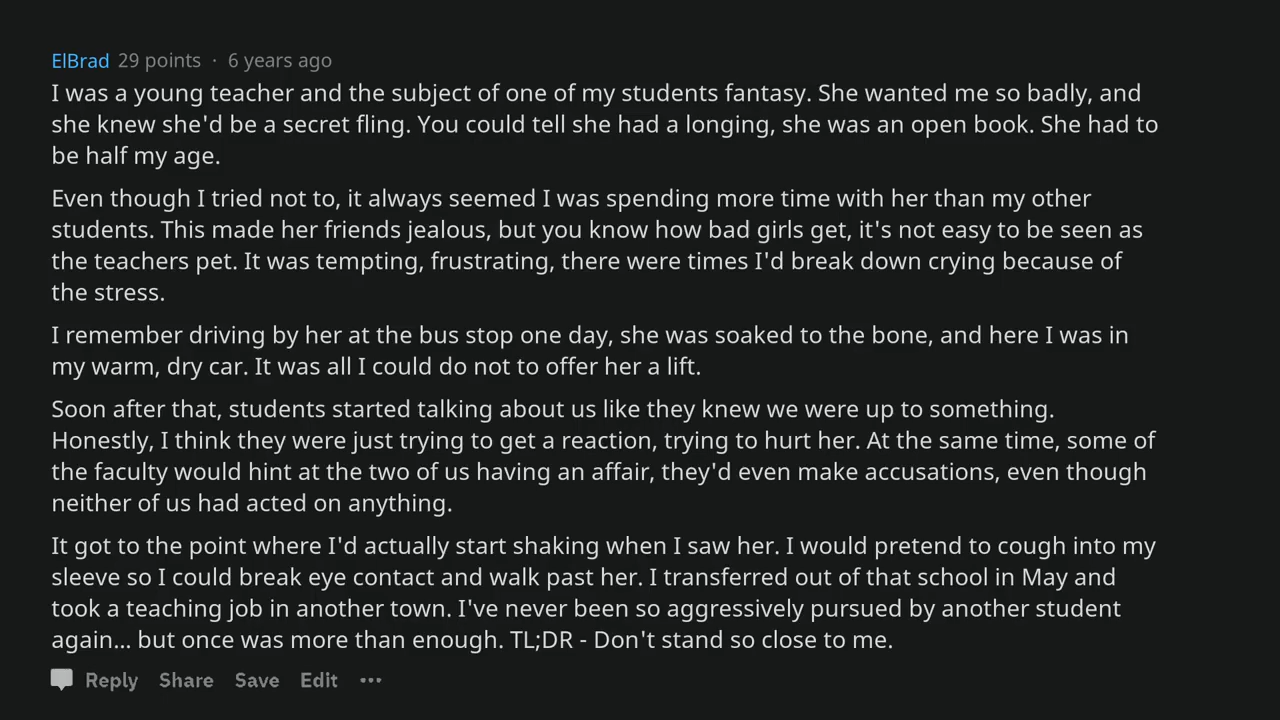 ElBrad 29 points · 6 years ago
I was a young teacher and the subject of one of my students fantasy. She wanted me so badly, and
she knew she'd be a secret fling. You could tell she had a longing, she was an open book. She had to
be half my age.
Even though I tried not to, it always seemed I was spending more time with her than my other
students. This made her friends jealous, but you know how bad girls get, it's not easy to be seen as
the teachers pet. It was tempting, frustrating, there were times I'd break down crying because of
the stress.
I remember driving by her at the bus stop one day, she was soaked to the bone, and here I was in
my warm, dry car. It was all I could do not to offer her a lift.
Soon after that, students started talking about us like they knew we were up to something.
Honestly, I think they were just trying to get a reaction, trying to hurt her. At the same time, some of
the faculty would hint at the two of us having an affair, they'd even make accusations, even though
neither of us had acted on anything.
It got to the point where I'd actually start shaking when I saw her. I would pretend to cough into my
sleeve so I could break eye contact and walk past her. I transferred out of that school in May and
took a teaching job in another town. I've never been so aggressively pursued by another student
again... but once was more than enough. TL;DR - Don't stand so close to me.
Reply Share Save Edit •••